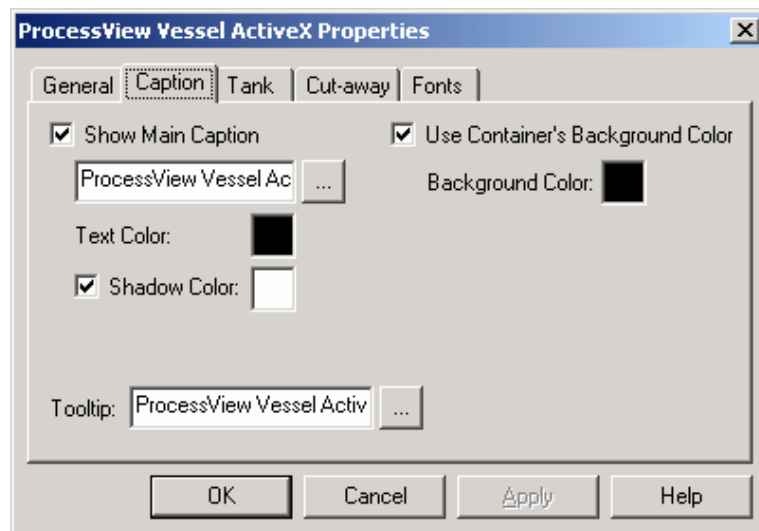 ProcessView Vessel ActiveX Properties
General Caption Tank Cut-away Fonts
Show Main Caption Use Container's Background Color
ProcessView Vessel Ac ... Background Color:
Text Color:
Shadow Color:
Tooltip: ProcessView Vessel Activ ...
OK Cancel Apply Help